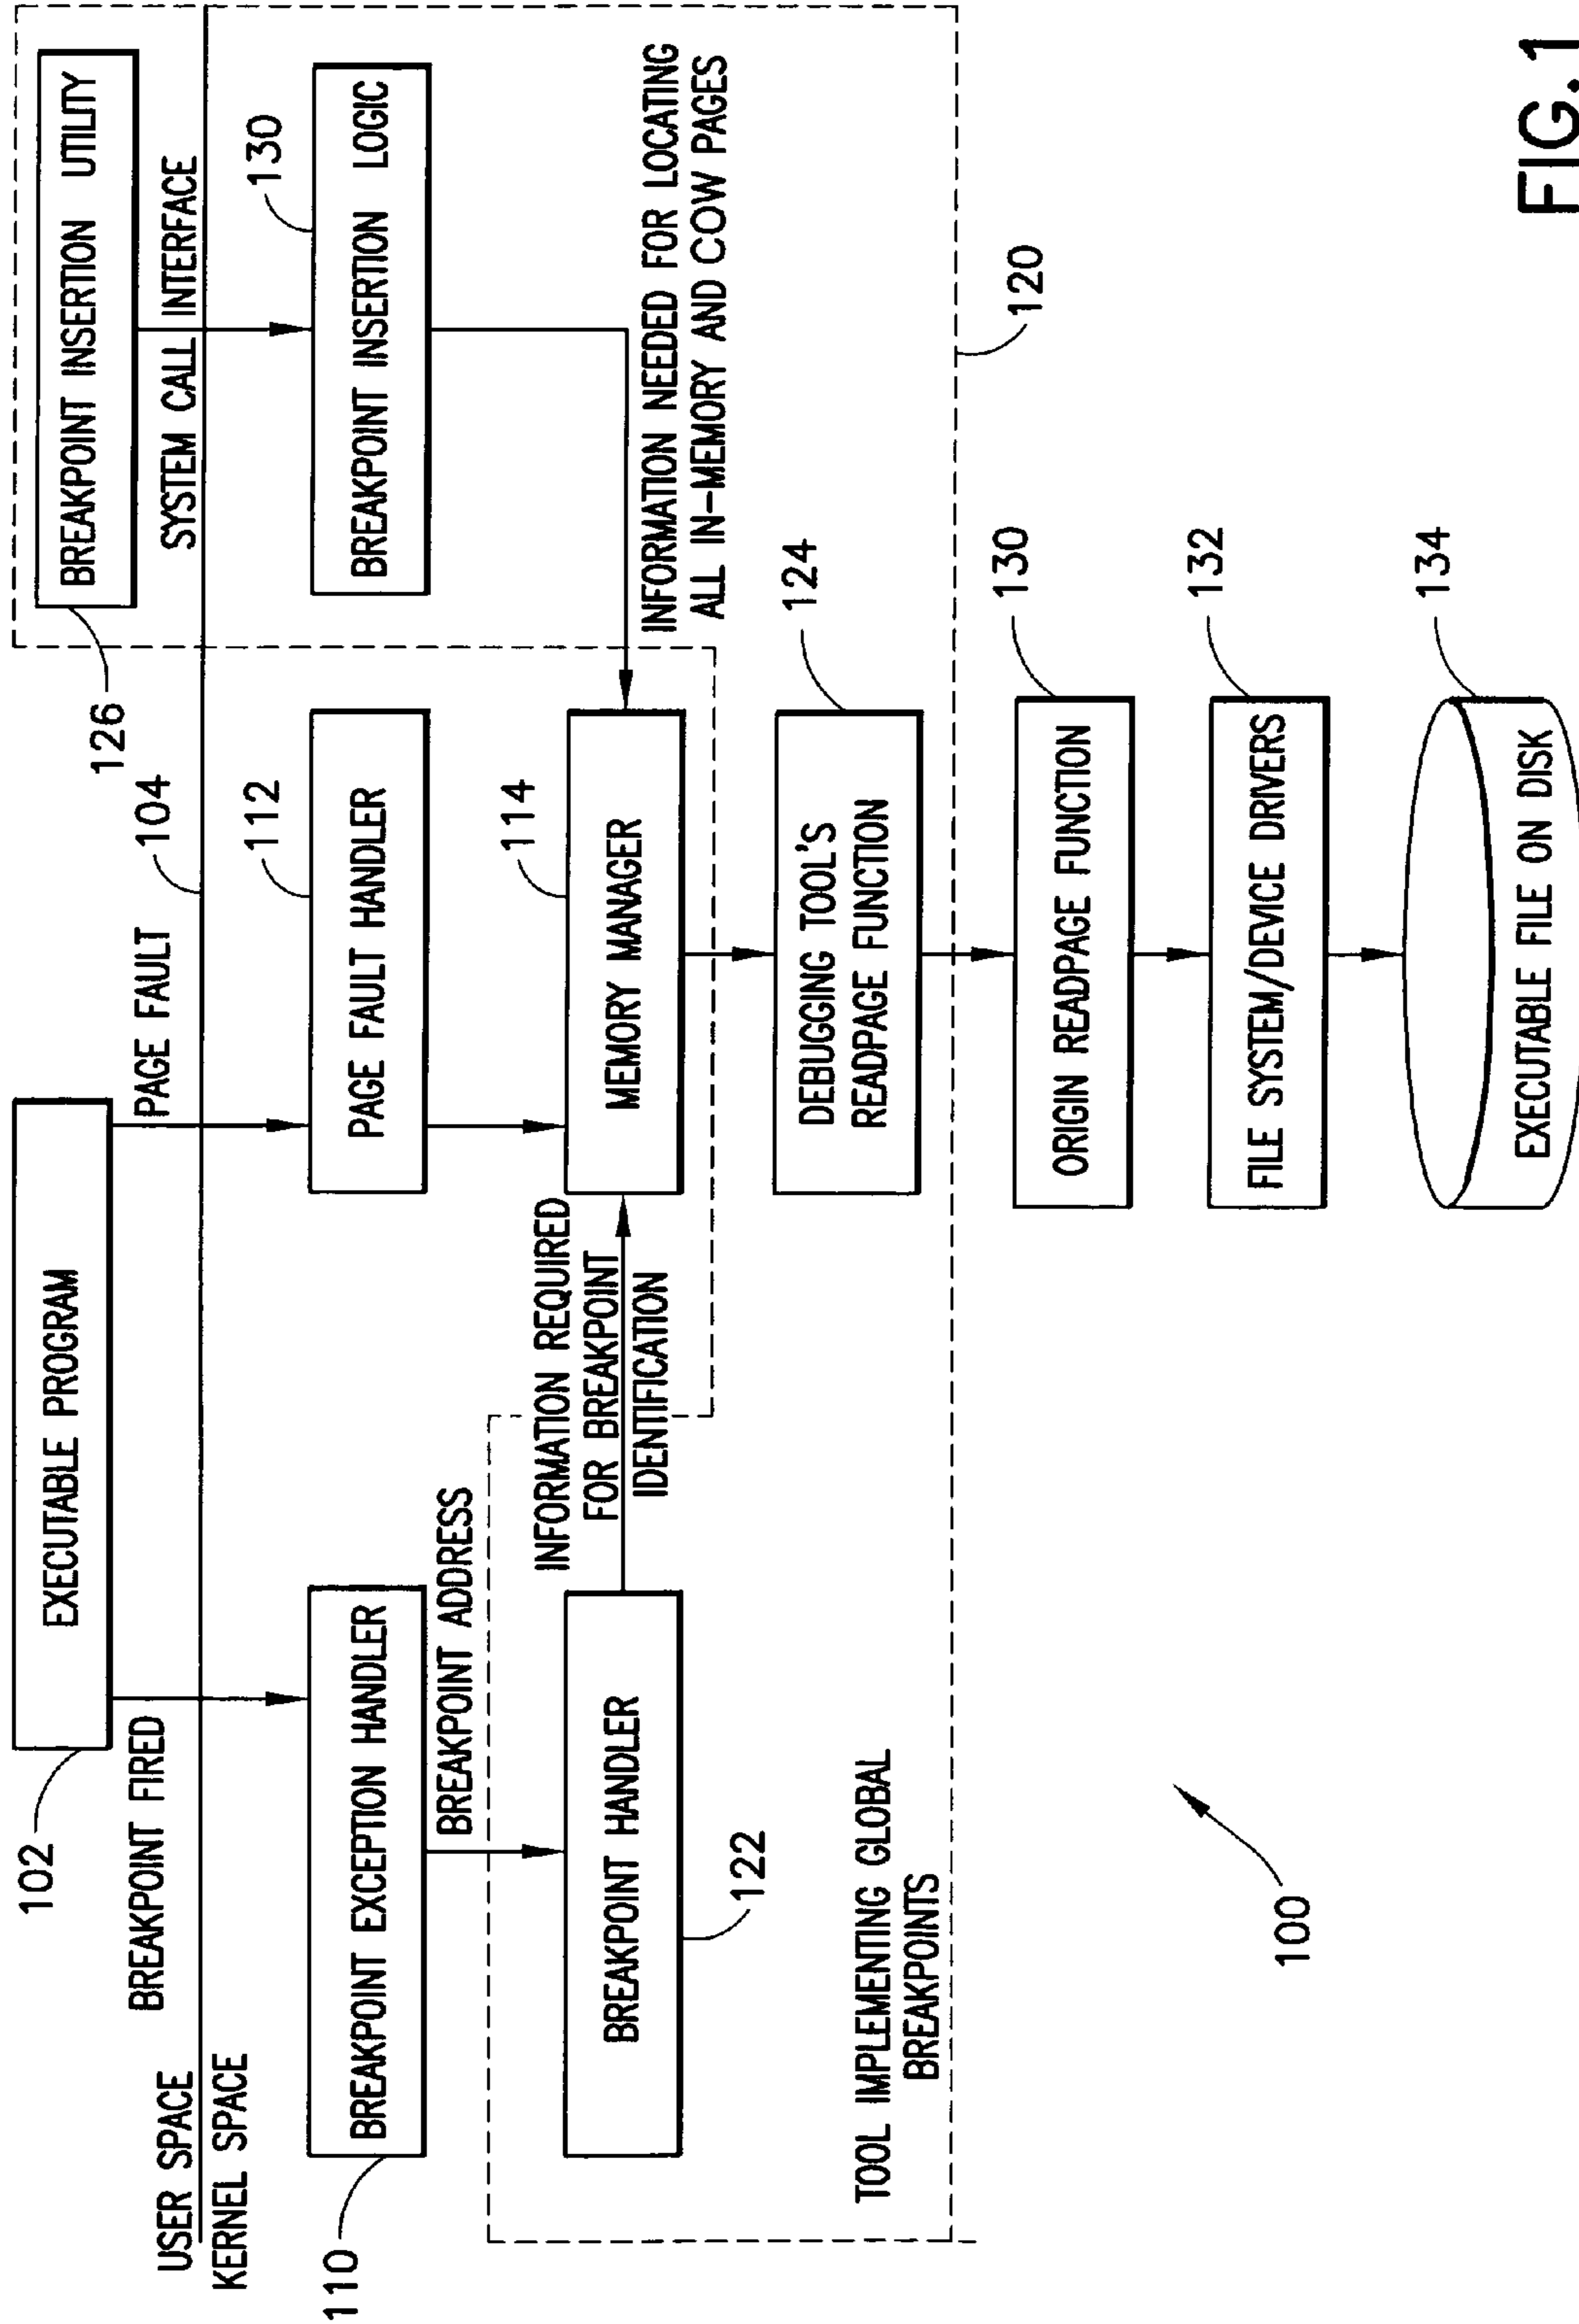 102
EXECUTABLE PROGRAM
126
BREAKPOINT INSERTION UTILITY
USER SPACE
BREAKPOINT FIRED
PAGE FAULT
104
SYSTEM CALL INTERFACE
KERNEL SPACE
110
BREAKPOINT EXCEPTION HANDLER
112
PAGE FAULT HANDLER
130
BREAKPOINT INSERTION LOGIC
BREAKPOINT ADDRESS
INFORMATION REQUIRED
FOR BREAKPOINT
IDENTIFICATION
114
BREAKPOINT HANDLER
122
MEMORY MANAGER
INFORMATION NEEDED FOR LOCATING
ALL IN-MEMORY AND COW PAGES
DEBUGGING TOOL'S
READPAGE FUNCTION
124
TOOL IMPLEMENTING GLOBAL
BREAKPOINTS
120
ORIGIN READPAGE FUNCTION
130
FILE SYSTEM/DEVICE DRIVERS
132
100
EXECUTABLE FILE ON DISK
134
FIG.1